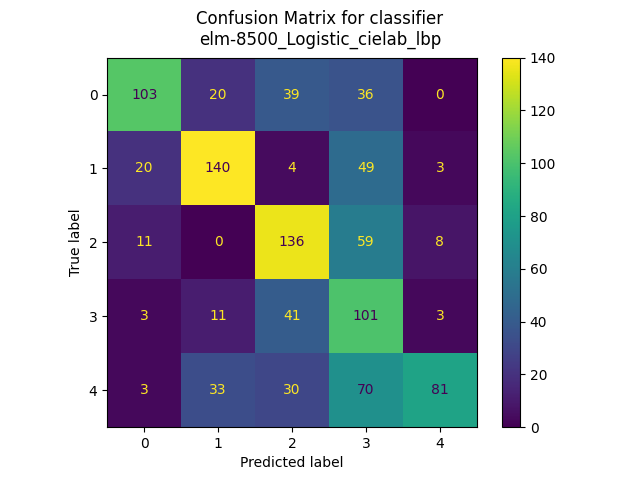 Confusion Matrix for classifier
elm-8500_Logistic_cielab_lbp
True label
0 103 20 39 36 0
1 20 140 4 49 3
2 11 0 136 59 8
3 3 11 41 101 3
4 3 33 30 70 81
0 1 2 3 4
Predicted label
140
120
100
80
60
40
20
0